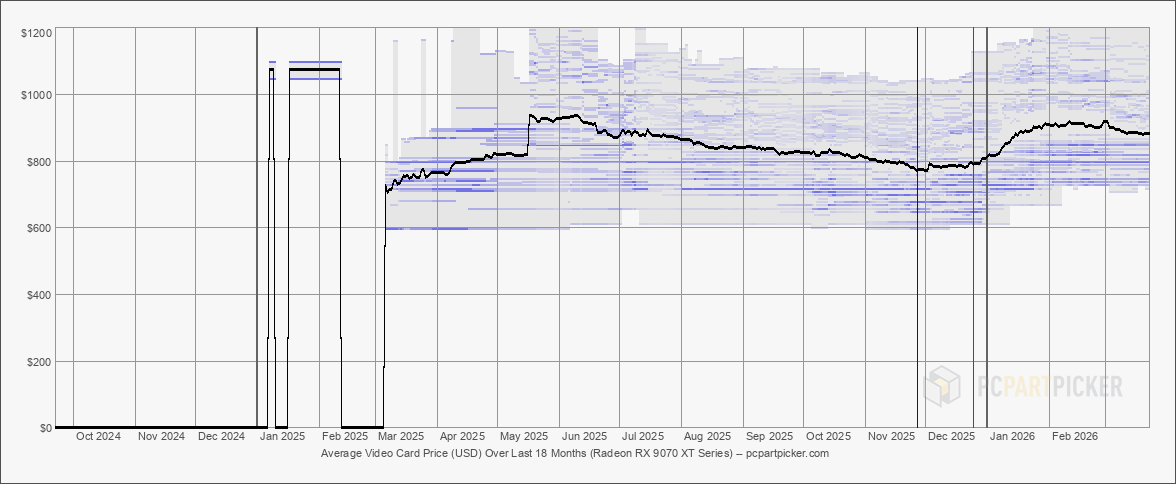 $1200
$1000
$800
$600
$400
$200
$0
Oct 2024 Nov 2024 Dec 2024 Jan 2025 Feb 2025 Mar 2025 Apr 2025 May 2025 Jun 2025 Jul 2025 Aug 2025 Sep 2025 Oct 2025 Nov 2025 Dec 2025 Jan 2026 Feb 2026
PCPARTPICKER
Average Video Card Price (USD) Over Last 18 Months (Radeon RX 9070 XT Series) -- pcpartpicker.com